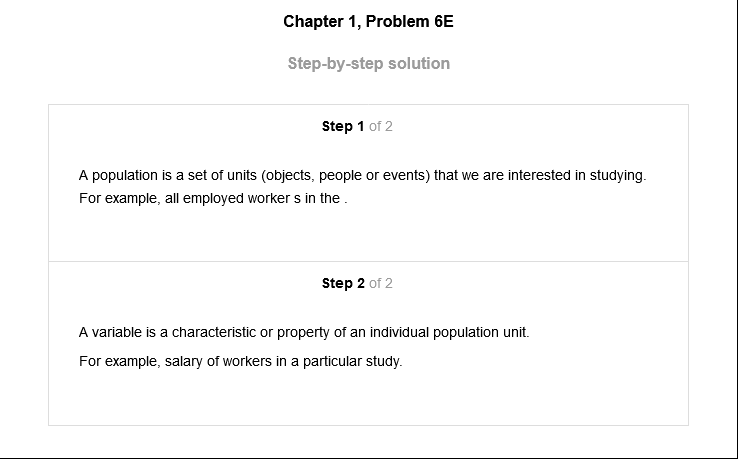 Chapter 1, Problem 6E
Step-by-step solution
Step 1 of 2
A population is a set of units (objects, people or events) that we are interested in studying.
For example, all employed worker s in the .
Step 2 of 2
A variable is a characteristic or property of an individual population unit.
For example, salary of workers in a particular study.